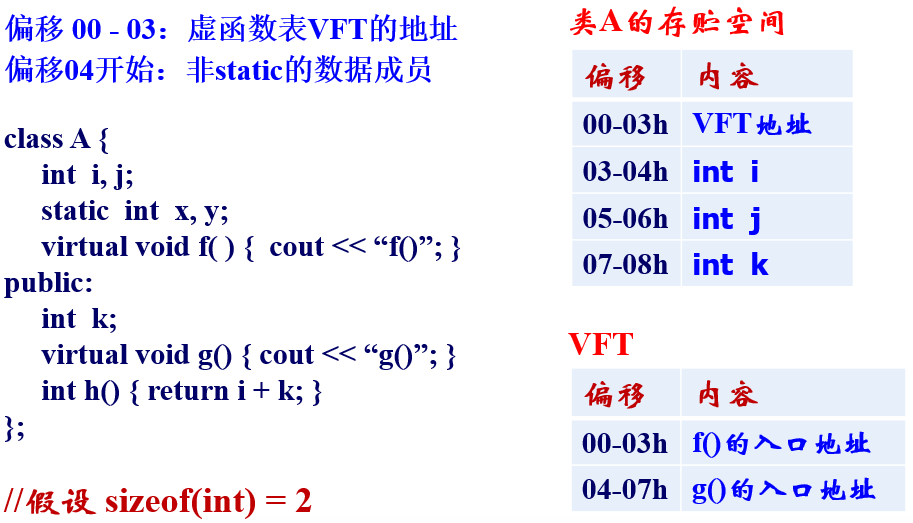 偏移 00 - 03：虚函数表VFT的地址
偏移04开始：非static的数据成员
class A {
int i, j;
static int x, y;
virtual void f( ) { cout << “f()”; }
public:
int k;
virtual void g() { cout << “g()”; }
int h() { return i + k; }
};
//假设 sizeof(int) = 2
类A的存贮空间
偏移 内容
00-03h VFT地址
03-04h int i
05-06h int j
07-08h int k
VFT
偏移 内容
00-03h f()的入口地址
04-07h g()的入口地址